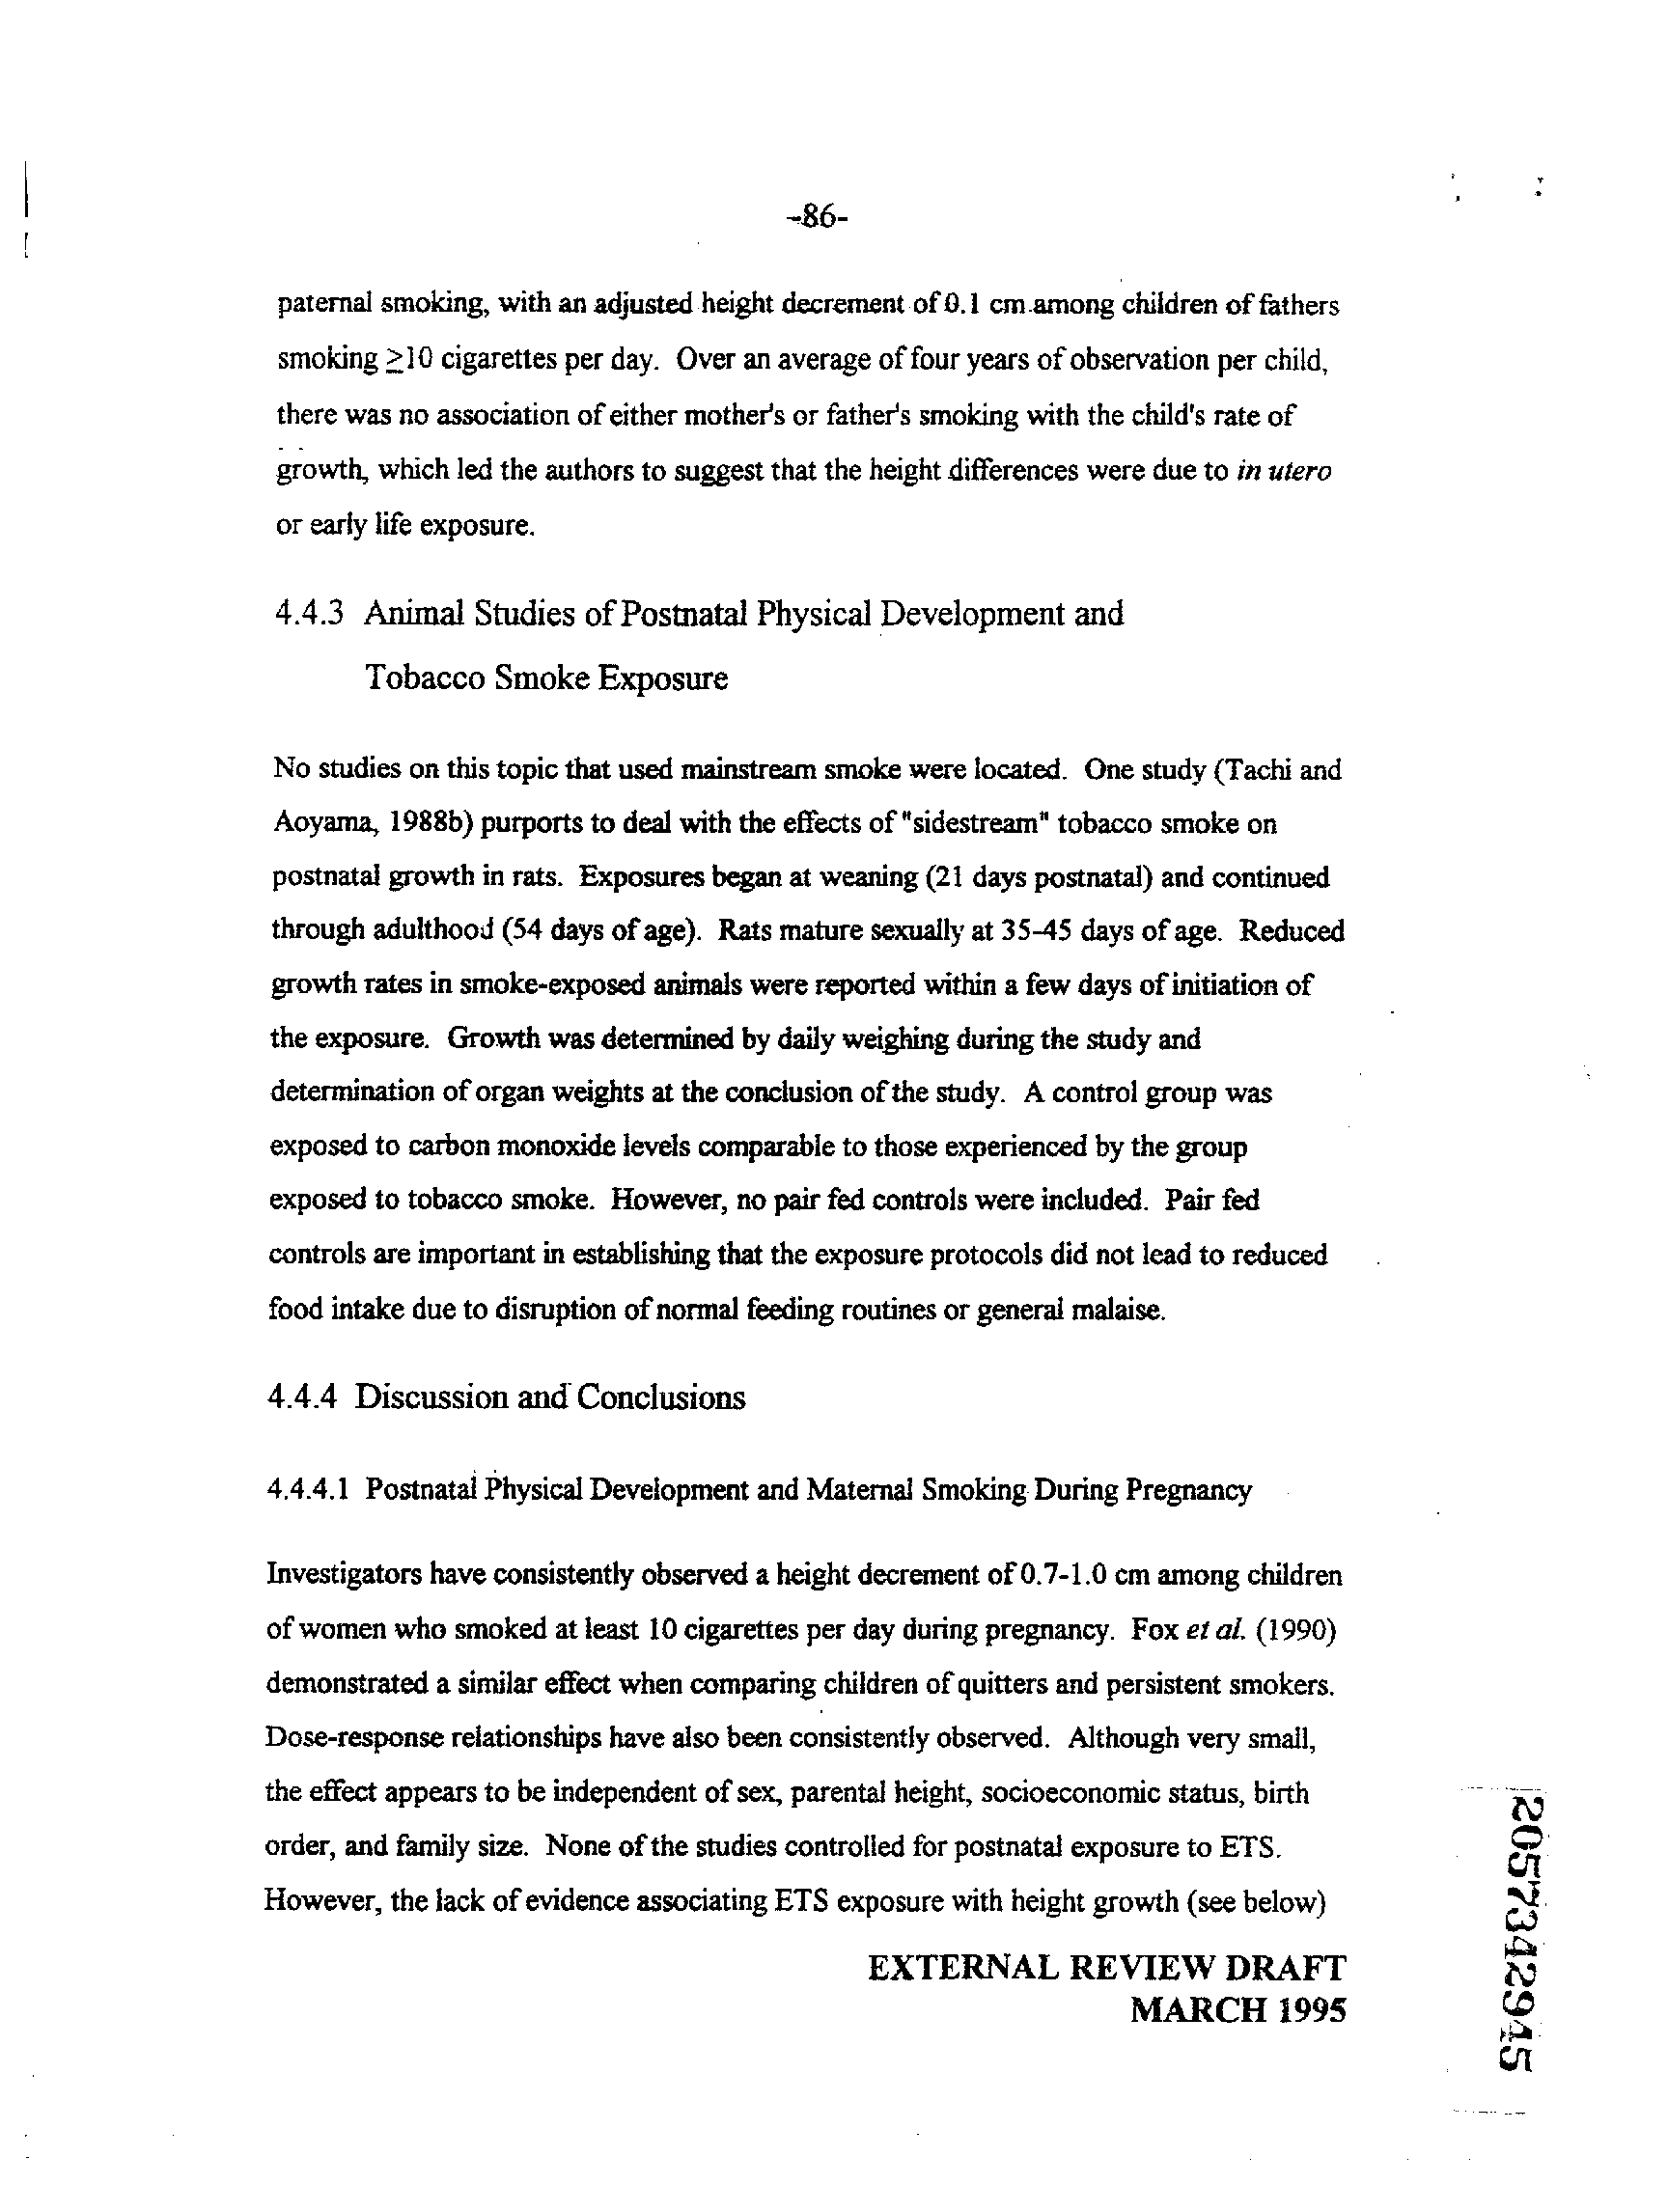 -86-
paternal smoking, with an adjusted height decrement of 0.1 cm among children of fathers
smoking ≥10 cigarettes per day. Over an average of four years of observation per child,
there was no association of either mother's or father's smoking with the child's rate of
growth, which led the authors to suggest that the height differences were due to in utero
or early life exposure.
4.4.3 Animal Studies of Postnatal Physical Development and
Tobacco Smoke Exposure
No studies on this topic that used mainstream smoke were located. One study (Tachi and
Aoyama, 1988b) purports to deal with the effects of "sidestream" tobacco smoke on
postnatal growth in rats. Exposures began at weaning (21 days postnatal) and continued
through adulthood (54 days of age). Rats mature sexually at 35-45 days of age. Reduced
growth rates in smoke-exposed animals were reported within a few days of initiation of
the exposure. Growth was determined by daily weighing during the study and
determination of organ weights at the conclusion of the study. A control group was
exposed to carbon monoxide levels comparable to those experienced by the group
exposed to tobacco smoke. However, no pair fed controls were included. Pair fed
controls are important in establishing that the exposure protocols did not lead to reduced
food intake due to disruption of normal feeding routines or general malaise.
4.4.4 Discussion and Conclusions
4.4.4.1 Postnatal Physical Development and Maternal Smoking During Pregnancy
Investigators have consistently observed a height decrement of 0.7-1.0 cm among children
of women who smoked at least 10 cigarettes per day during pregnancy. Fox et al. (1990)
demonstrated a similar effect when comparing children of quitters and persistent smokers.
Dose-response relationships have also been consistently observed. Although very small,
the effect appears to be independent of sex, parental height, socioeconomic status, birth
order, and family size. None of the studies controlled for postnatal exposure to ETS.
However, the lack of evidence associating ETS exposure with height growth (see below)
EXTERNAL REVIEW DRAFT
MARCH 1995
2057342945